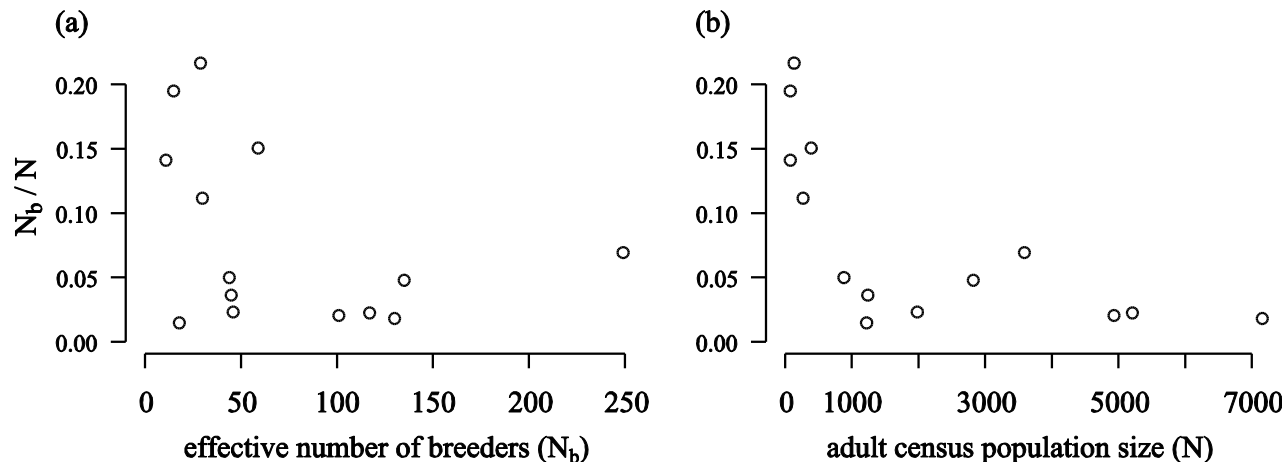 (a)
0.20
0.15
0.10
0.05
0.00
N_b / N
0 50 100 150 200 250
effective number of breeders (N_b)
(b)
0.20
0.15
0.10
0.05
0.00
0 1000 3000 5000 7000
adult census population size (N)